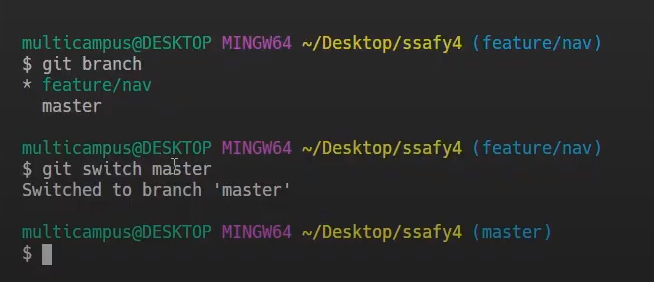 multicampus@DESKTOP MINGW64 ~/Desktop/ssafy4 (feature/nav)
$ git branch
* feature/nav
  master
multicampus@DESKTOP MINGW64 ~/Desktop/ssafy4 (feature/nav)
$ git switch master
Switched to branch 'master'
multicampus@DESKTOP MINGW64 ~/Desktop/ssafy4 (master)
$